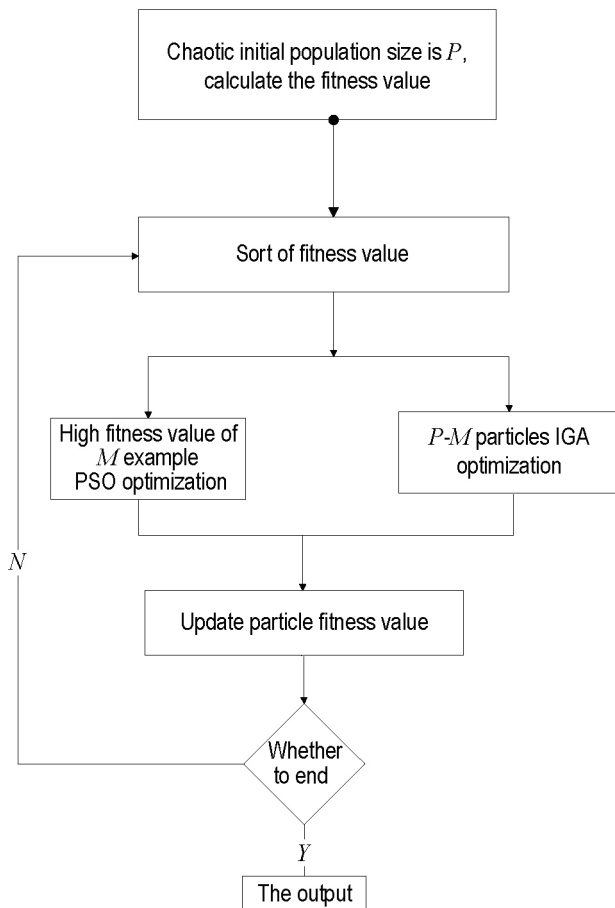 Chaotic initial population size is P,
calculate the fitness value
Sort of fitness value
High fitness value of
M example
PSO optimization
P-M particles IGA
optimization
N
Update particle fitness value
Whether
to end
Y
The output